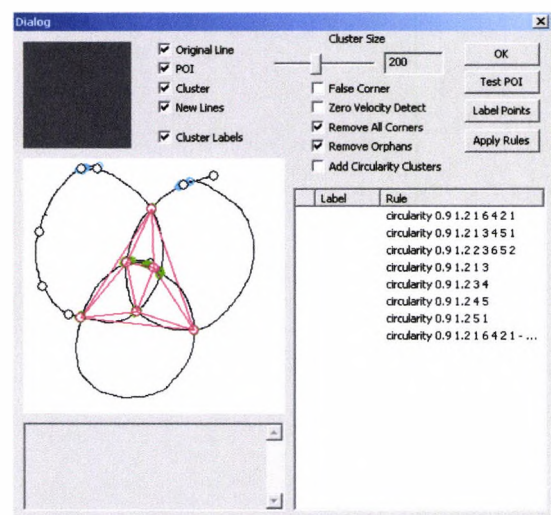 Dialog
Original Line
POI
Cluster
New Lines
Cluster Labels
Cluster Size
200
False Corner
Zero Velocity Detect
Remove All Corners
Remove Orphans
Add Circularity Clusters
OK
Test POI
Label Points
Apply Rules
Label Rule
circularity 0.9 1.2 1 6 4 2 1
circularity 0.9 1.2 1 3 4 5 1
circularity 0.9 1.2 2 3 6 5 2
circularity 0.9 1.2 1 3
circularity 0.9 1.2 3 4
circularity 0.9 1.2 4 5
circularity 0.9 1.2 5 1
circularity 0.9 1.2 1 6 4 2 1 - ...